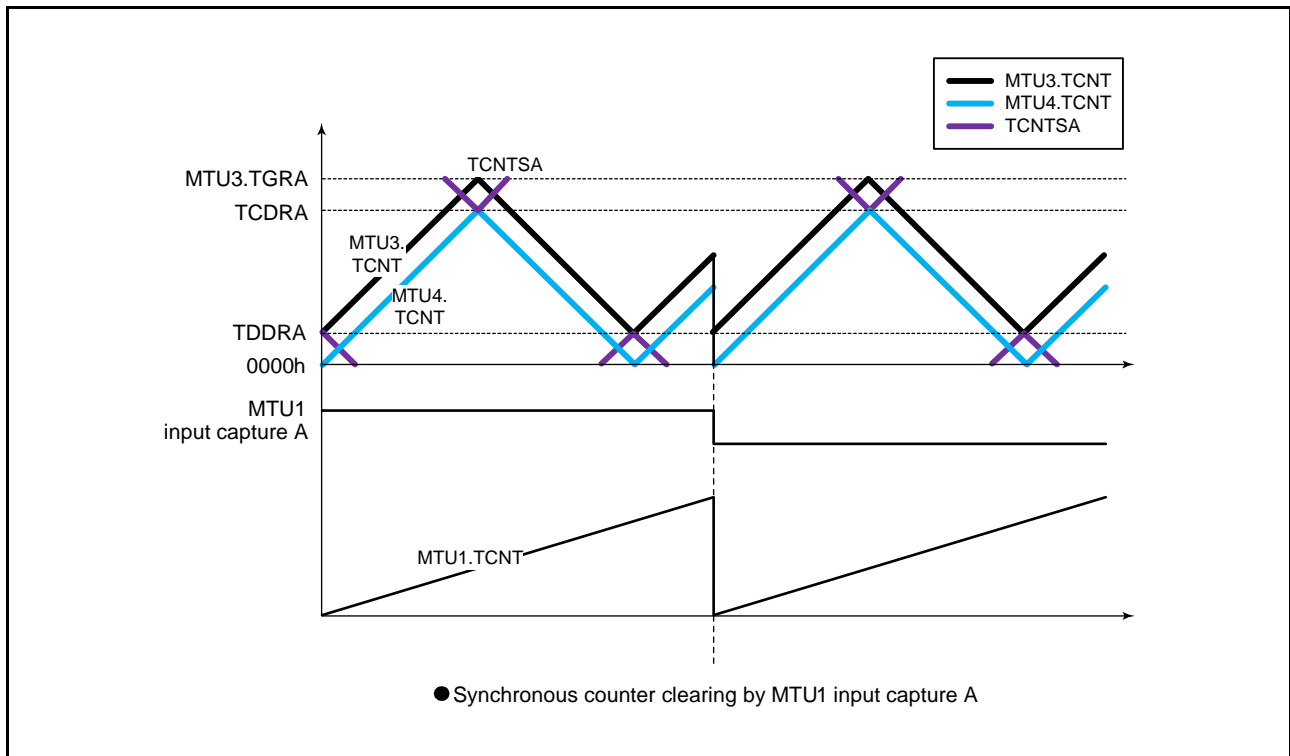 MTU3.TCNT
MTU4.TCNT
TCNTSA
TCNTSA
MTU3.TGRA
TCDRA
MTU3.
TCNT
MTU4.
TCNT
TDDRA
0000h
MTU1
input capture A
MTU1.TCNT
●Synchronous counter clearing by MTU1 input capture A